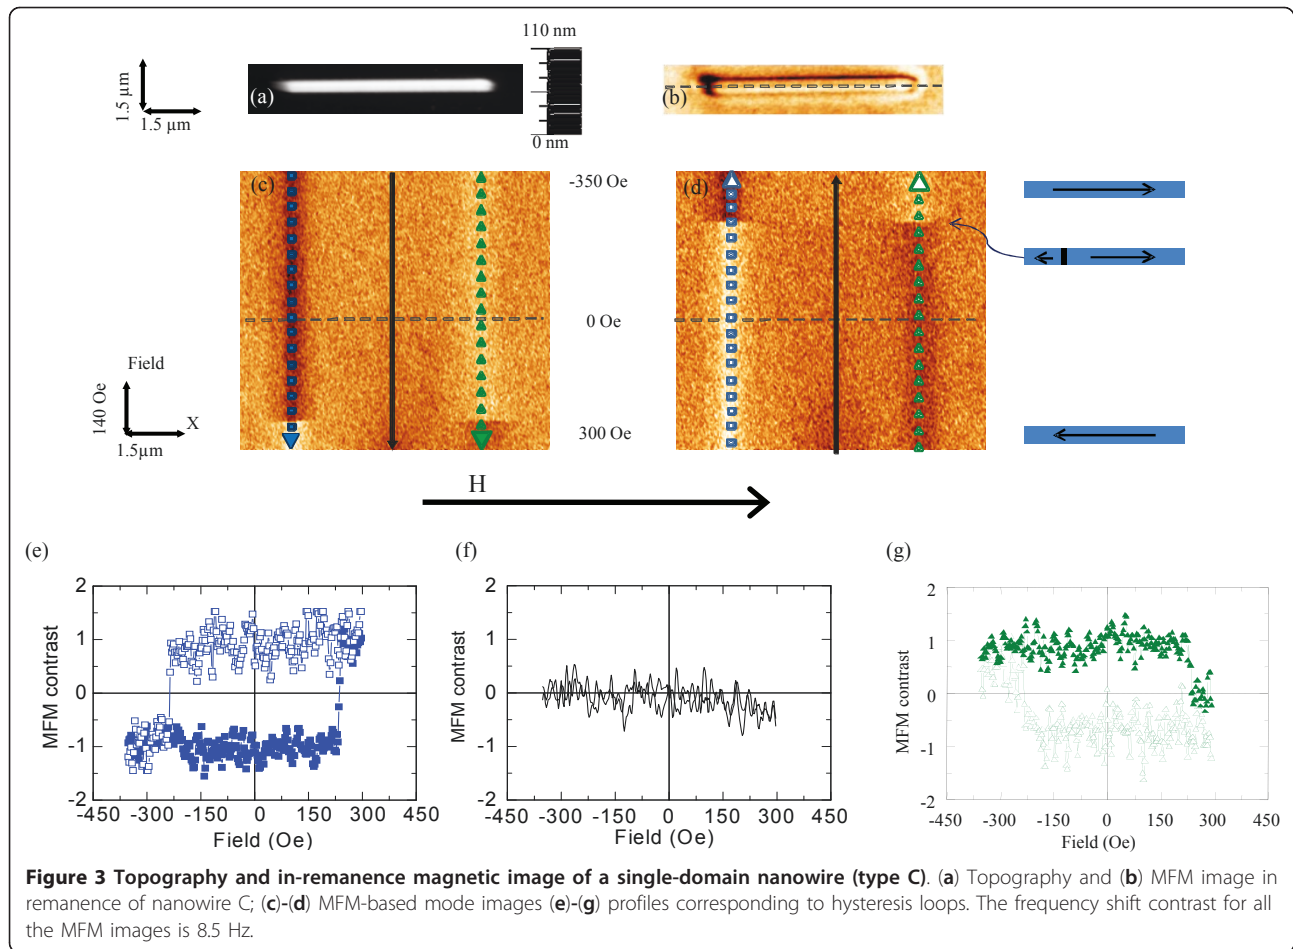 110 nm
1.5 µm
1.5 µm
(a)
0 nm
(b)
(c)
-350 Oe
(d)
0 Oe
Field
140 Oe
X
1.5µm
300 Oe
H
(e)
(f)
(g)
2
1
0
-1
-2
MFM contrast
-450 -300 -150 0 150 300 450
Field (Oe)
2
1
0
-1
-2
MFM contrast
-450 -300 -150 0 150 300 450
Field (Oe)
2
1
0
-1
-2
MFM contrast
-450 -300 -150 0 150 300 450
Field (Oe)
Figure 3 Topography and in-remanence magnetic image of a single-domain nanowire (type C). (a) Topography and (b) MFM image in
remanence of nanowire C; (c)-(d) MFM-based mode images (e)-(g) profiles corresponding to hysteresis loops. The frequency shift contrast for all
the MFM images is 8.5 Hz.